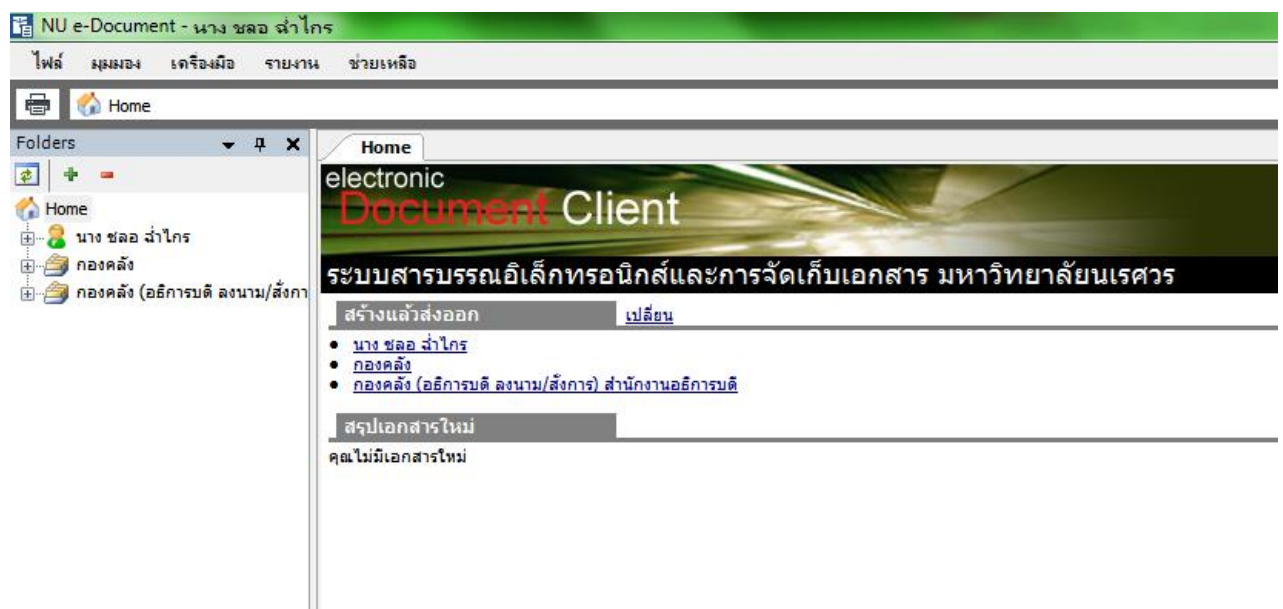 NU e-Document - นาง ชลอ ฉ่ำไกร
ไฟล์ มุมมอง เครื่องมือ รายงาน ช่วยเหลือ
Home
Folders
Home
นาง ชลอ ฉ่ำไกร
กองคลัง
กองคลัง (อธิการบดี ลงนาม/สั่งกา
Home
electronic
Document Client
ระบบสารบรรณอิเล็กทรอนิกส์และการจัดเก็บเอกสาร มหาวิทยาลัยนเรศวร
สร้างแล้วส่งออก เปลี่ยน
นาง ชลอ ฉ่ำไกร
กองคลัง
กองคลัง (อธิการบดี ลงนาม/สั่งการ) สำนักงานอธิการบดี
สรุปเอกสารใหม่
คุณไม่มีเอกสารใหม่